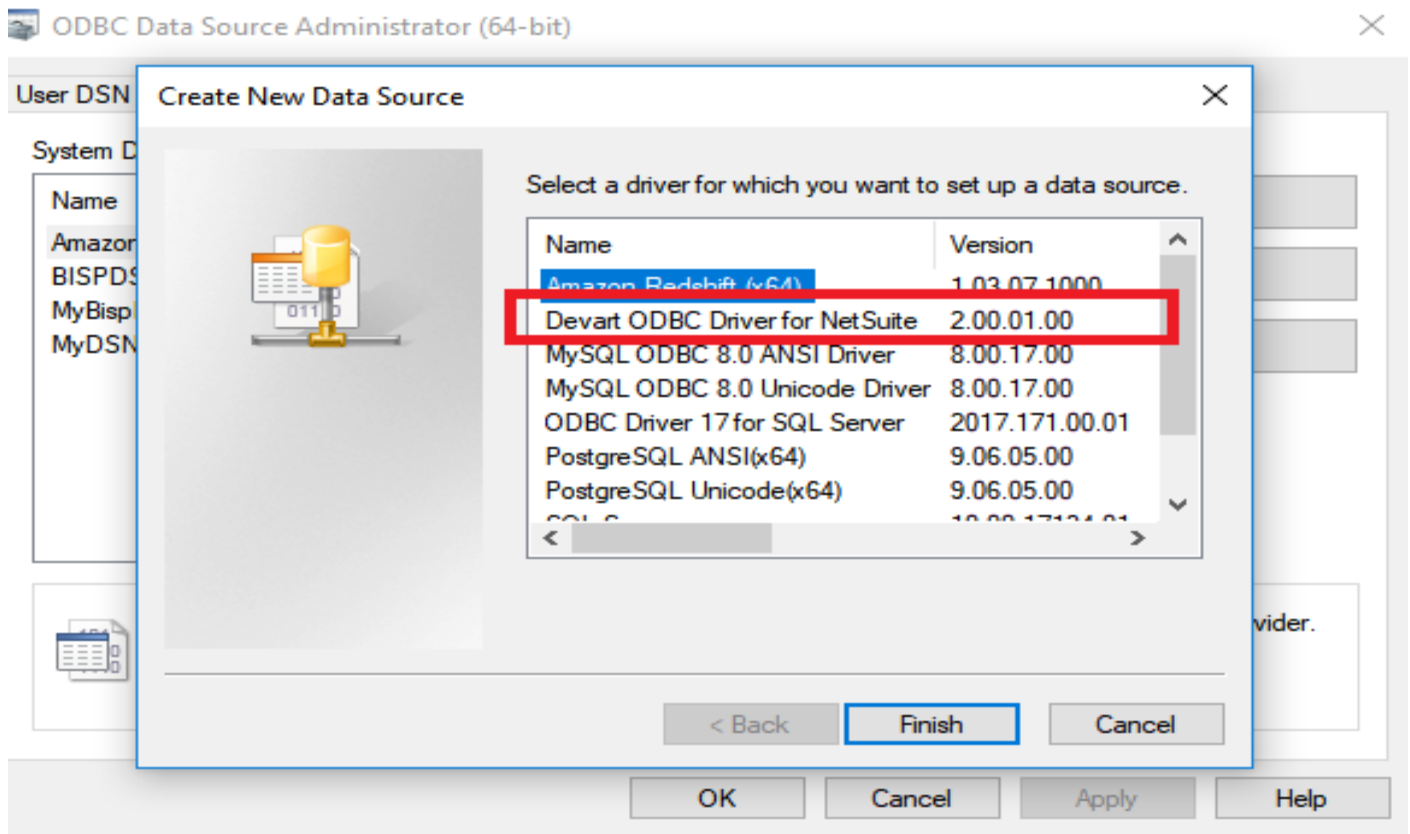 ODBC Data Source Administrator (64-bit)
User DSN
Create New Data Source
System D
Select a driver for which you want to set up a data source.
Name
Name Version
Amazon
BISPDS
MyBispl
MyDSN
Amazon Redshift (x64) 1.03.07.1000
Devart ODBC Driver for NetSuite 2.00.01.00
MySQL ODBC 8.0 ANSI Driver 8.00.17.00
MySQL ODBC 8.0 Unicode Driver 8.00.17.00
ODBC Driver 17 for SQL Server 2017.171.00.01
PostgreSQL ANSI(x64) 9.06.05.00
PostgreSQL Unicode(x64) 9.06.05.00
vider.
< Back Finish Cancel
OK Cancel Apply Help